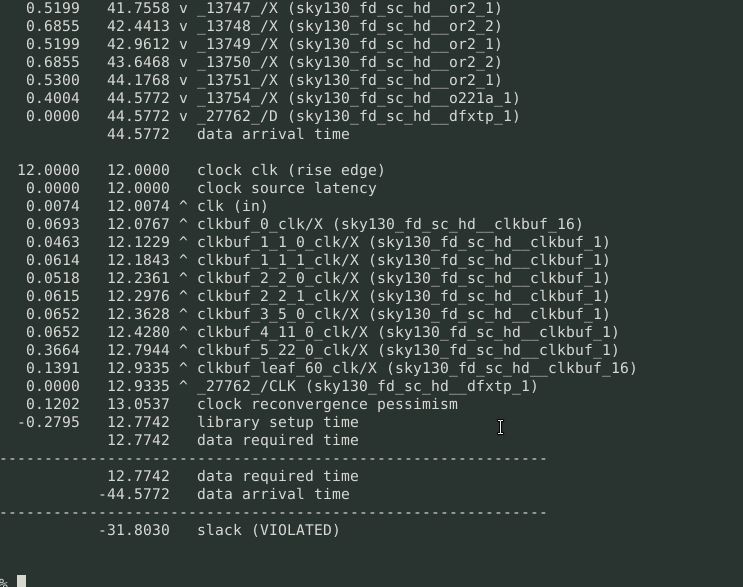 0.5199   41.7558 v _13747_/X (sky130_fd_sc_hd__or2_1)
0.6855   42.4413 v _13748_/X (sky130_fd_sc_hd__or2_2)
0.5199   42.9612 v _13749_/X (sky130_fd_sc_hd__or2_1)
0.6855   43.6468 v _13750_/X (sky130_fd_sc_hd__or2_2)
0.5300   44.1768 v _13751_/X (sky130_fd_sc_hd__or2_1)
0.4004   44.5772 v _13754_/X (sky130_fd_sc_hd__o221a_1)
0.0000   44.5772 v _27762_/D (sky130_fd_sc_hd__dfxtp_1)
44.5772   data arrival time
12.0000   12.0000   clock clk (rise edge)
0.0000   12.0000   clock source latency
0.0074   12.0074 ^ clk (in)
0.0693   12.0767 ^ clkbuf_0_clk/X (sky130_fd_sc_hd__clkbuf_16)
0.0463   12.1229 ^ clkbuf_1_1_0_clk/X (sky130_fd_sc_hd__clkbuf_1)
0.0614   12.1843 ^ clkbuf_1_1_1_clk/X (sky130_fd_sc_hd__clkbuf_1)
0.0518   12.2361 ^ clkbuf_2_2_0_clk/X (sky130_fd_sc_hd__clkbuf_1)
0.0615   12.2976 ^ clkbuf_2_2_1_clk/X (sky130_fd_sc_hd__clkbuf_1)
0.0652   12.3628 ^ clkbuf_3_5_0_clk/X (sky130_fd_sc_hd__clkbuf_1)
0.0652   12.4280 ^ clkbuf_4_11_0_clk/X (sky130_fd_sc_hd__clkbuf_1)
0.3664   12.7944 ^ clkbuf_5_22_0_clk/X (sky130_fd_sc_hd__clkbuf_1)
0.1391   12.9335 ^ clkbuf_leaf_60_clk/X (sky130_fd_sc_hd__clkbuf_16)
0.0000   12.9335 ^ _27762_/CLK (sky130_fd_sc_hd__dfxtp_1)
0.1202   13.0537   clock reconvergence pessimism
-0.2795   12.7742   library setup time
12.7742   data required time
-------------------------------------------------------------
12.7742   data required time
-44.5772   data arrival time
-------------------------------------------------------------
-31.8030   slack (VIOLATED)
%